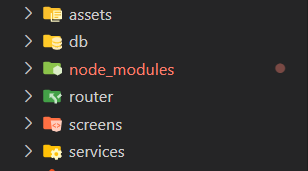 assets
db
node_modules
router
screens
services